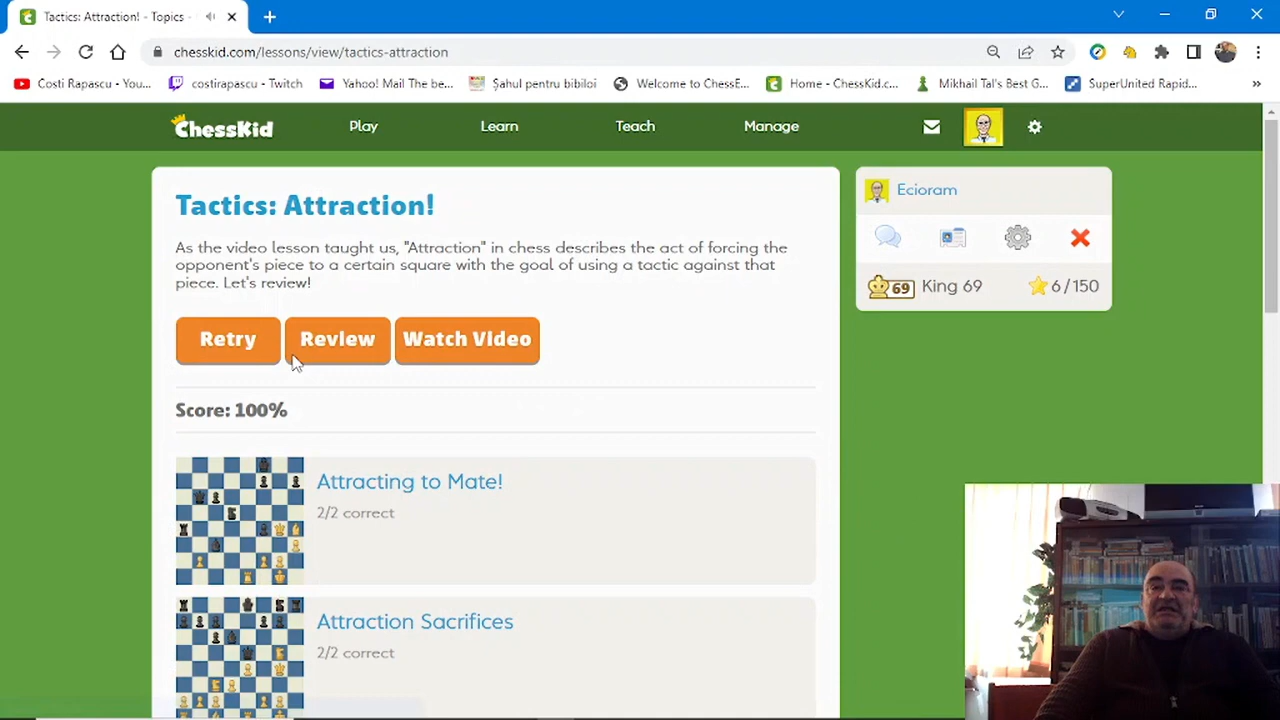 Tactics: Attraction! - Topics -
chesskid.com/lessons/view/tactics-attraction
Costi Rapascu - You...
costirapascu - Twitch
Yahoo! Mail The be...
Șahul pentru bibiloi
Welcome to ChessE...
Home - ChessKid.c...
Mikhail Tal's Best G...
SuperUnited Rapid...
»
ChessKid
Play
Learn
Teach
Manage
Tactics: Attraction!
As the video lesson taught us, "Attraction" in chess describes the act of forcing the
opponent's piece to a certain square with the goal of using a tactic against that
piece. Let's review!
Retry
Review
Watch Video
Score: 100%
Attracting to Mate!
2/2 correct
Attraction Sacrifices
2/2 correct
Ecioram
69
King 69
6/150